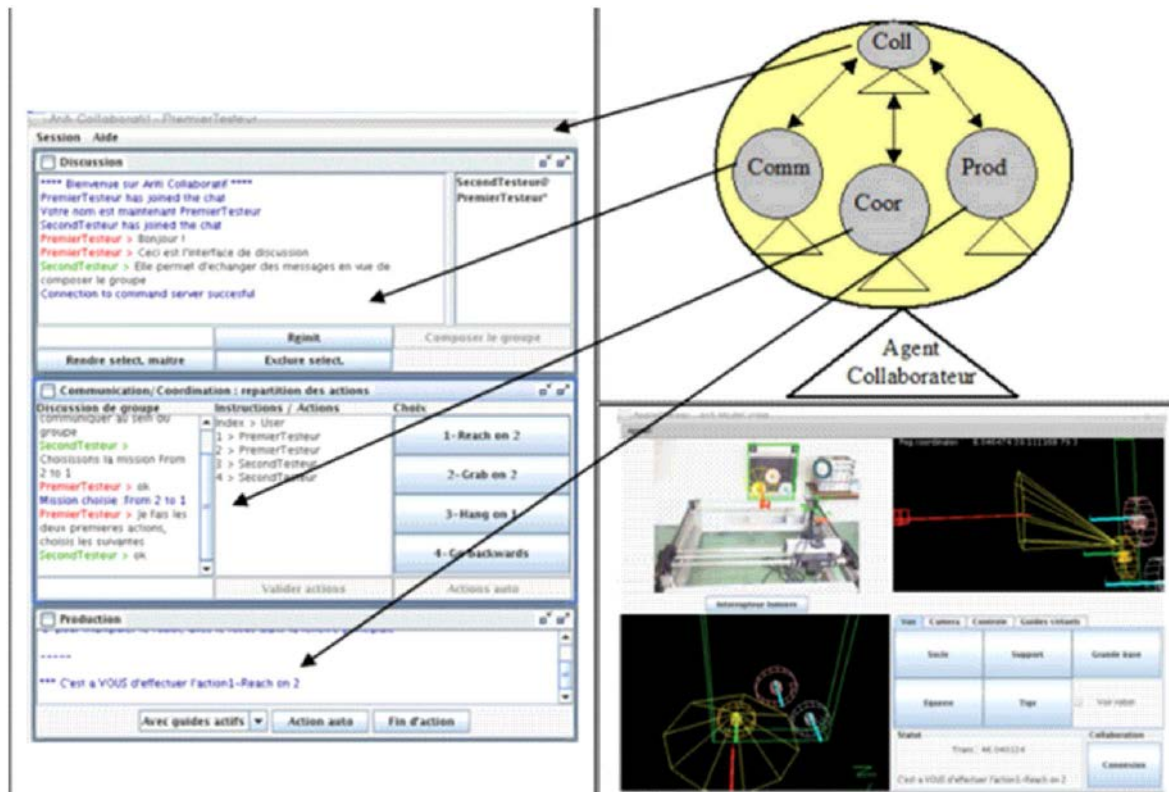 Session Aide
Discussion
**** Bienvenue sur Ariti Collaboratif ****
PremierTesteur has joined the chat
Votre nom est maintenant PremierTesteur
SecondTesteur has joined the chat
PremierTesteur > Bonjour !
PremierTesteur > Ceci est l'interface de discussion
SecondTesteur > Elle permet d'echanger des messages en vue de
composer le groupe
Connection to command server succesful
SecondTesteur@
PremierTesteur*
Reinit
Composer le groupe
Rendre select. maitre
Exclure select.
Communication/Coordination : repartition des actions
Discussion de groupe
communiquer au sein du
groupe
SecondTesteur >
Choisissons la mission From
2 to 1
PremierTesteur > ok
Mission choisie :From 2 to 1
PremierTesteur > Je fais les
deux premieres actions,
choisis les suivantes
SecondTesteur > ok
Instructions / Actions
Index > User
1 > PremierTesteur
2 > PremierTesteur
3 > SecondTesteur
4 > SecondTesteur
Choix
1-Reach on 2
2-Grab on 2
3-Hang on 1
4-Go backwards
Valider actions
Actions auto
Production
-----
*** C'est a VOUS d'effectuer l'action1-Reach on 2
Avec guides actifs
Action auto
Fin d'action
Coll
Comm
Coor
Prod
Agent
Collaborateur
Interrupteur lumiere
Vue Camera Controle Guides virtuels
Socle
Support
Grande base
Equerre
Tige
Voir robot
Statut
Collaboration
Connexion
C'est a VOUS d'effectuer l'action1-Reach on 2